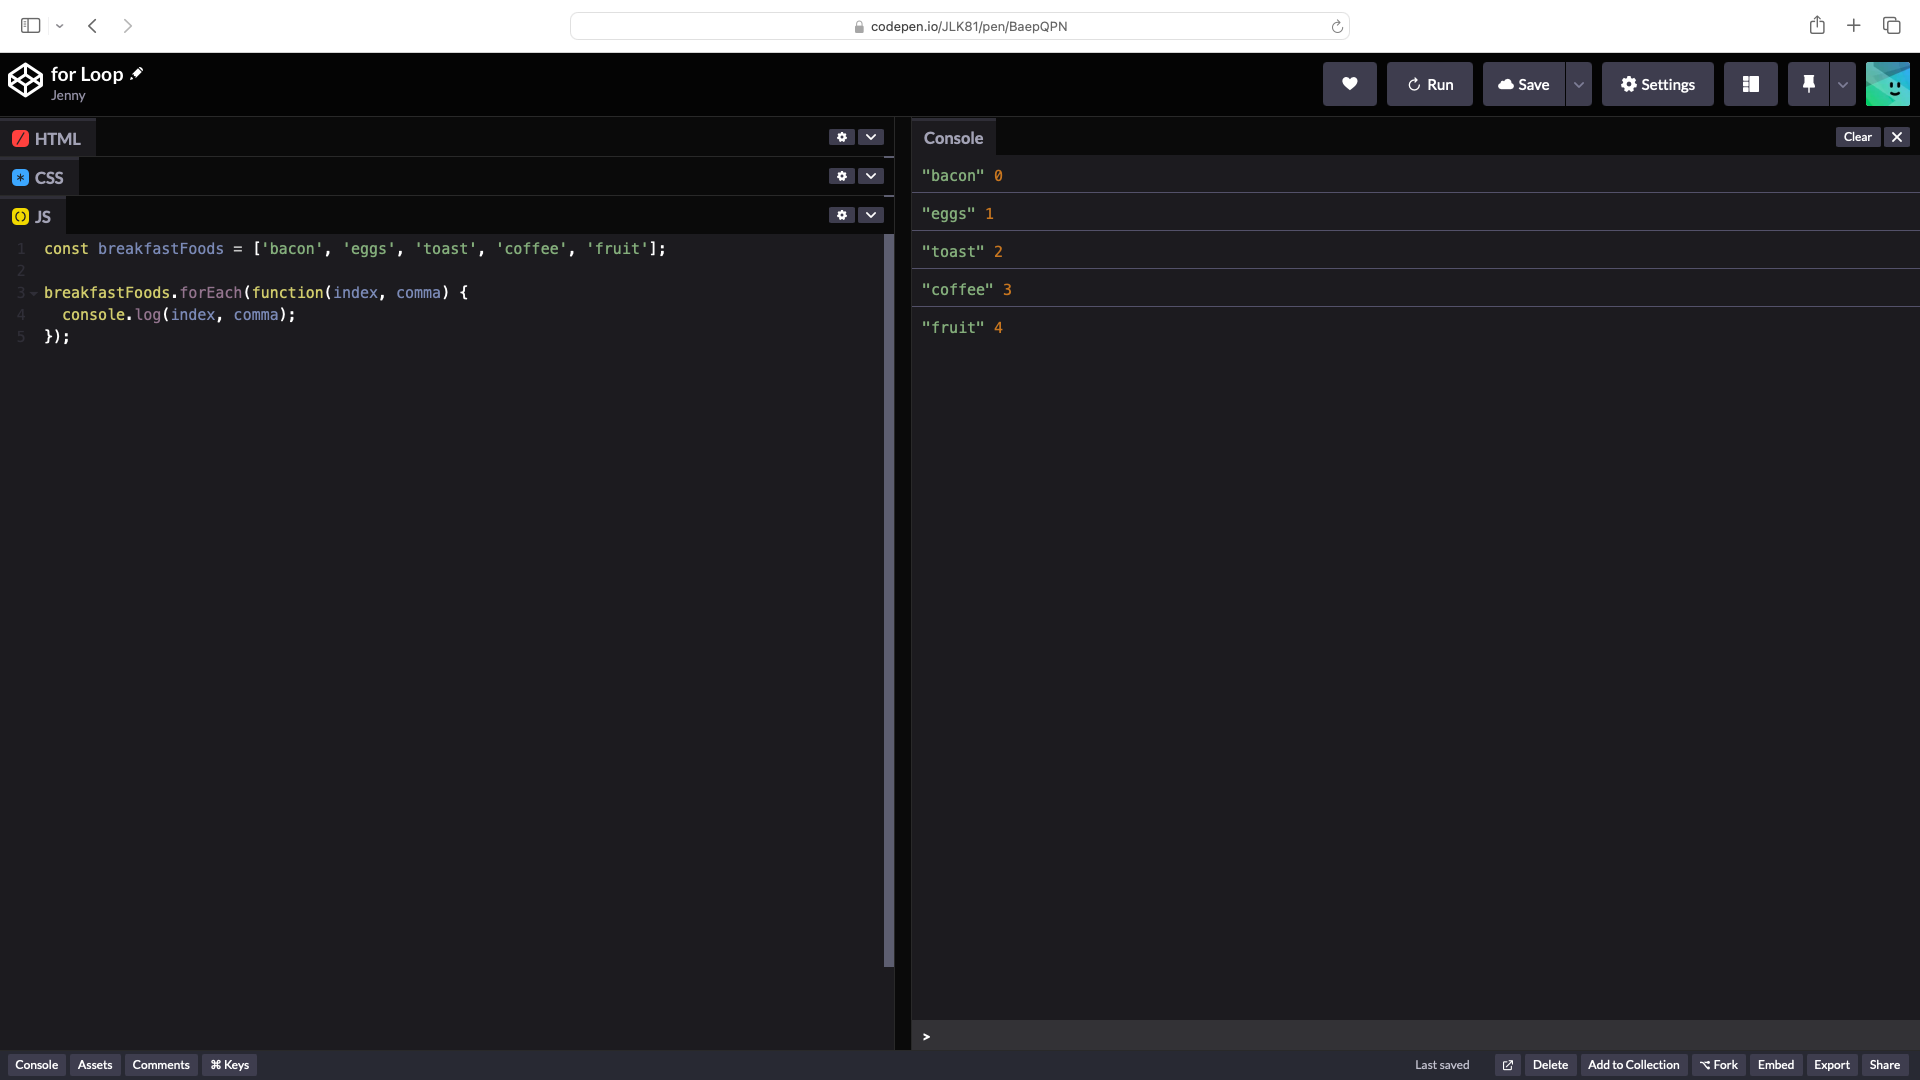 codepen.io/JLK81/pen/BaepQPN
for Loop
Jenny
Run
Save
Settings
HTML
CSS
JS
1 const breakfastFoods = ['bacon', 'eggs', 'toast', 'coffee', 'fruit'];
2
3 breakfastFoods.forEach(function(index, comma) {
4 console.log(index, comma);
5 });
Console
Clear
"bacon" 0
"eggs" 1
"toast" 2
"coffee" 3
"fruit" 4
>
Console Assets Comments ⌘ Keys
Last saved Delete Add to Collection Fork Embed Export Share